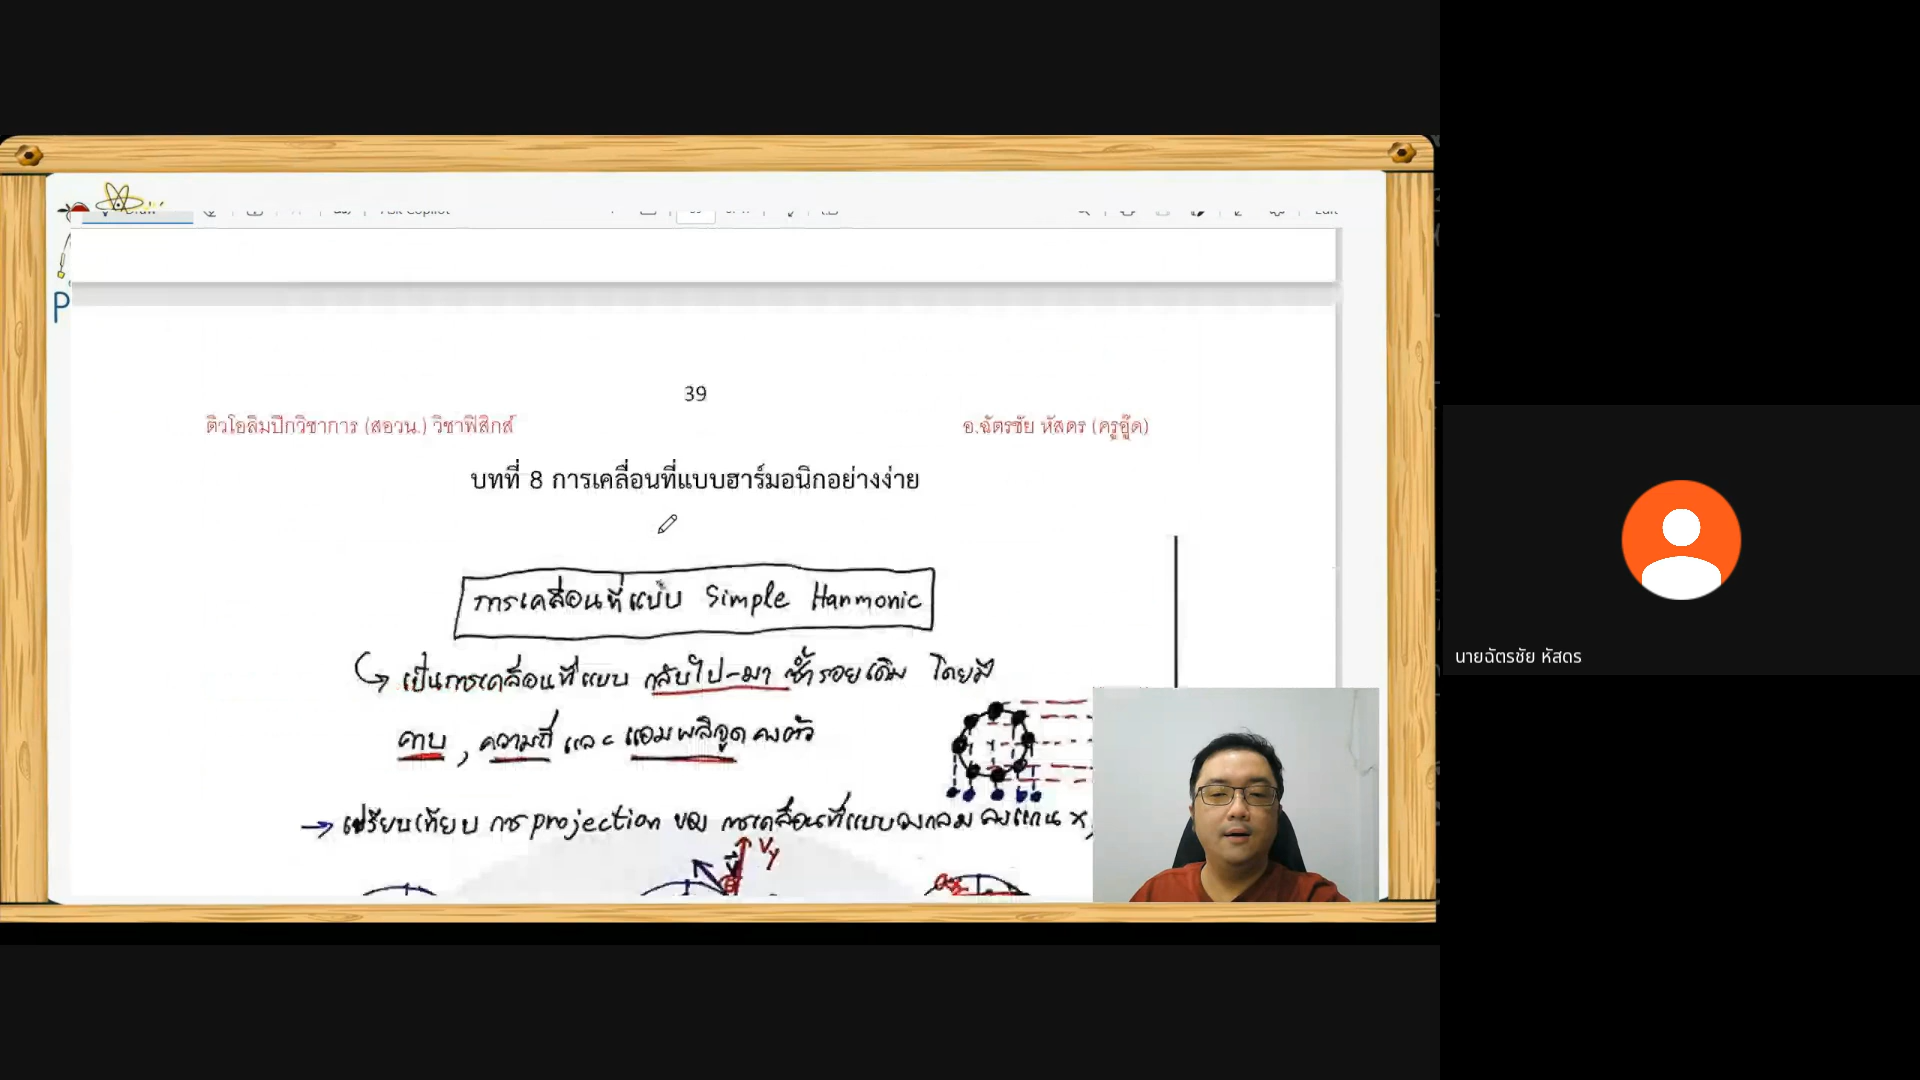 P
39
ติวโอลิมปิกวิชาการ (สอวน.) วิชาฟิสิกส์
อ.ฉัตรชัย หัสดร (ครูอู๊ด)
บทที่ 8 การเคลื่อนที่แบบฮาร์มอนิกอย่างง่าย
การเคลื่อนที่แบบ Simple Harmonic
เป็นการเคลื่อนที่แบบ กลับไป-มา ซ้ำรอยเดิม โดยมี
คาบ, ความถี่ และ แอมพลิจูด คงตัว
→ เปรียบเทียบ การ projection ของ การเคลื่อนที่แบบวงกลม ลงแกน x,
V Vy
นายฉัตรชัย หัสดร